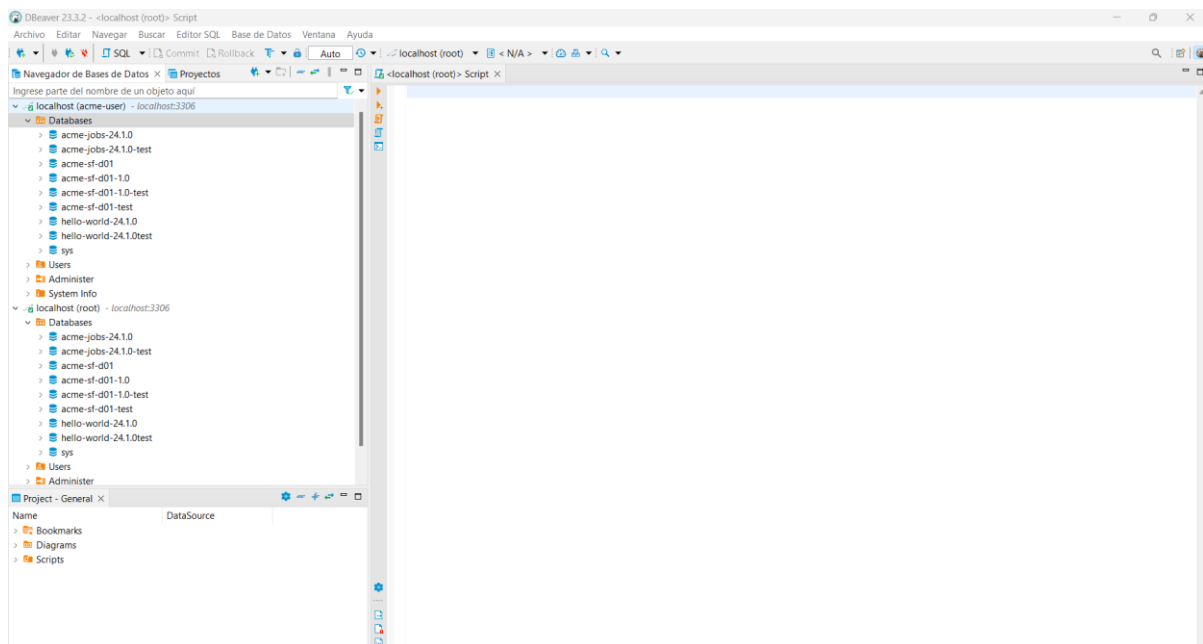 DBeaver 23.3.2 - <localhost (root)> Script
Archivo Editar Navegar Buscar Editor SQL Base de Datos Ventana Ayuda
SQL Commit Rollback Auto localhost (root) < N/A >
Navegador de Bases de Datos Proyectos <localhost (root)> Script
Ingrese parte del nombre de un objeto aquí
localhost (acme-user) - localhost:3306
Databases
acme-jobs-24.1.0
acme-jobs-24.1.0-test
acme-sf-d01
acme-sf-d01-1.0
acme-sf-d01-1.0-test
acme-sf-d01-test
hello-world-24.1.0
hello-world-24.1.0test
sys
Users
Administer
System Info
localhost (root) - localhost:3306
Databases
acme-jobs-24.1.0
acme-jobs-24.1.0-test
acme-sf-d01
acme-sf-d01-1.0
acme-sf-d01-1.0-test
acme-sf-d01-test
hello-world-24.1.0
hello-world-24.1.0test
sys
Users
Administer
Project - General
Name DataSource
Bookmarks
Diagrams
Scripts